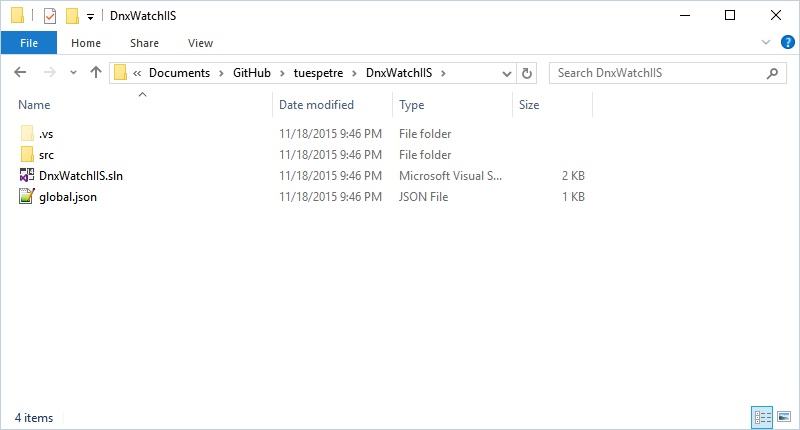 DnxWatchIIS
File Home Share View
« Documents > GitHub > tuespetre > DnxWatchIIS > Search DnxWatchIIS
Name Date modified Type Size
.vs 11/18/2015 9:46 PM File folder
src 11/18/2015 9:46 PM File folder
DnxWatchIIS.sln 11/18/2015 9:46 PM Microsoft Visual S... 2 KB
global.json 11/18/2015 9:46 PM JSON File 1 KB
4 items